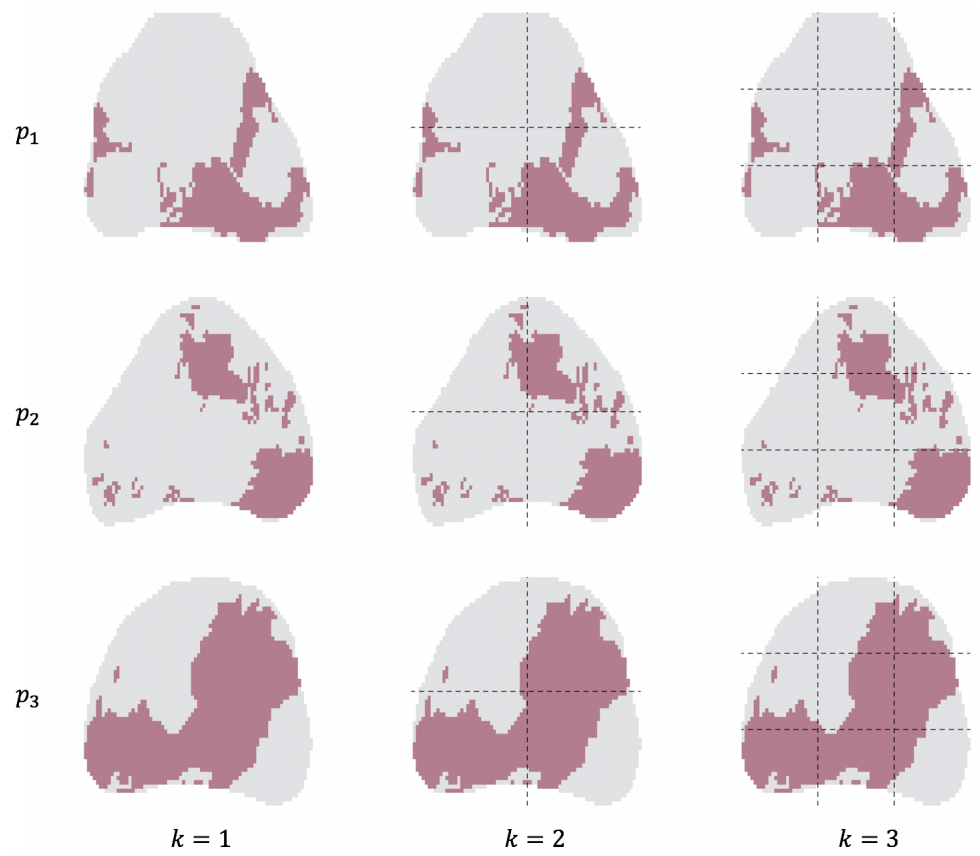 p₁
p₂
p₃
k = 1 k = 2 k = 3